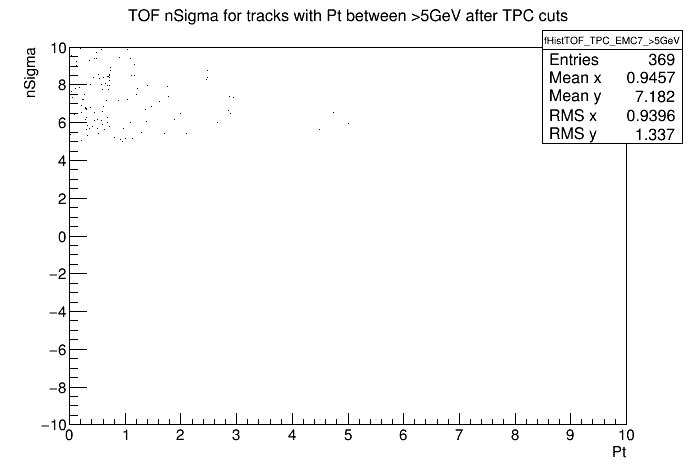 TOF nSigma for tracks with Pt between >5GeV after TPC cuts
fHistTOF_TPC_EMC7_>5GeV
Entries 369
Mean x 0.9457
Mean y 7.182
RMS x 0.9396
RMS y 1.337
nSigma
10
8
6
4
2
0
−2
−4
−6
−8
−10
0 1 2 3 4 5 6 7 8 9 10
Pt